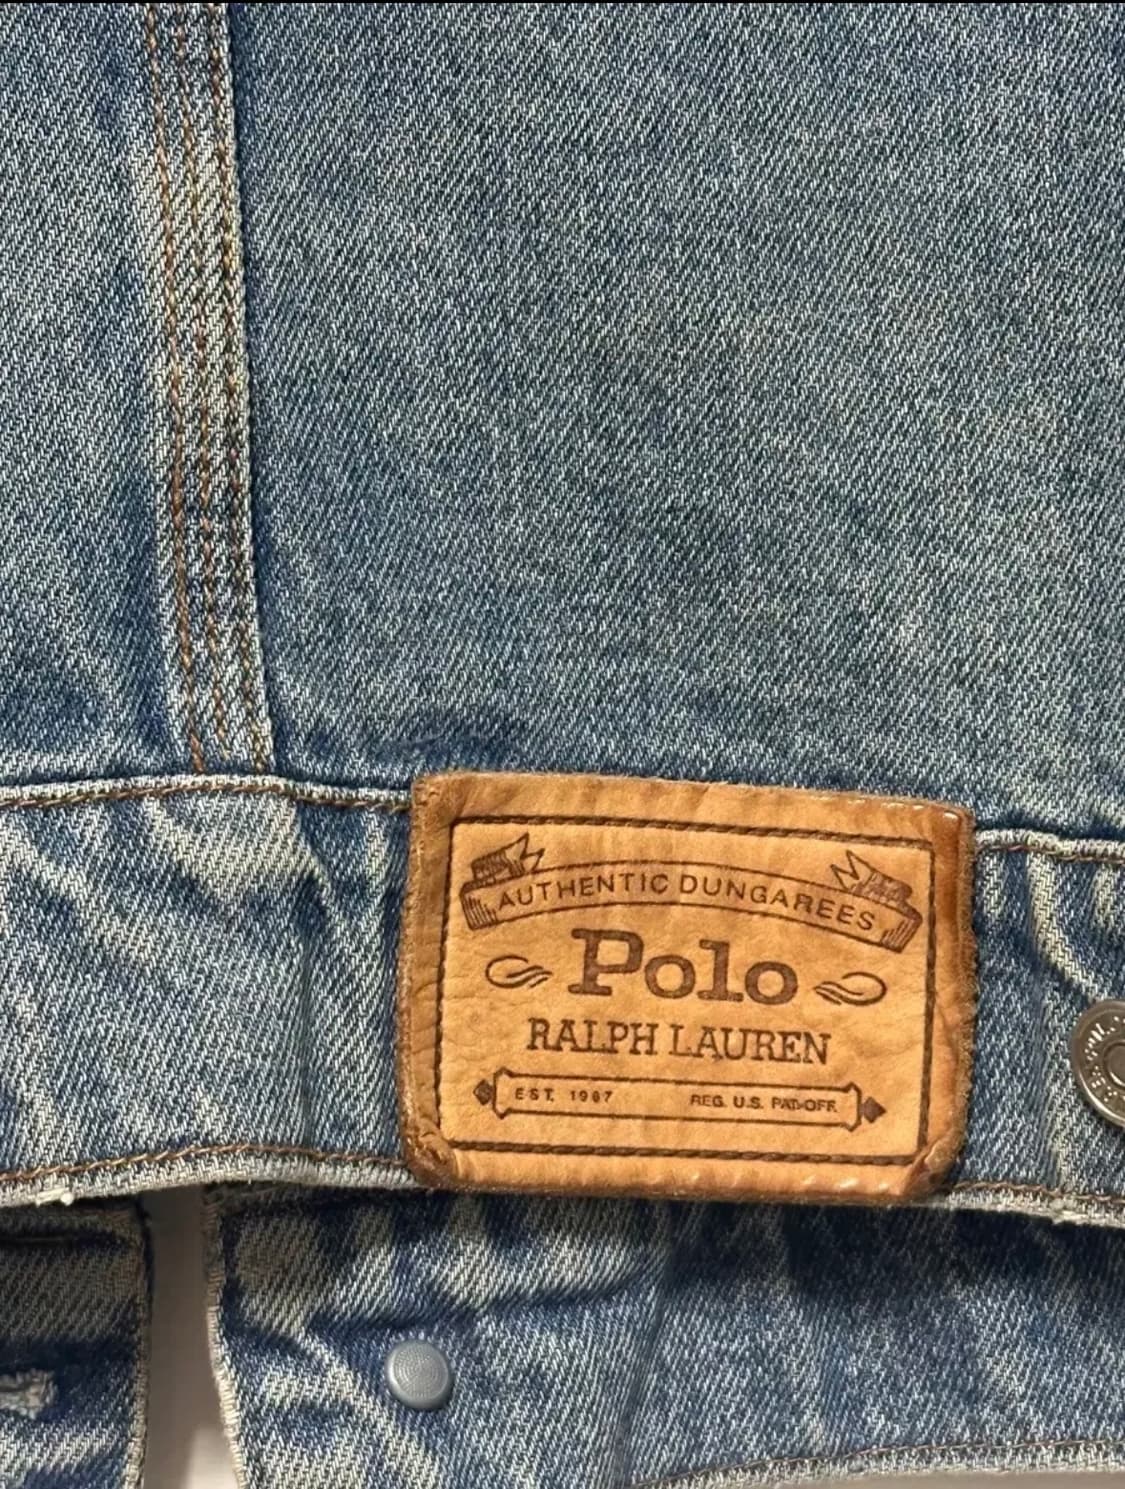 AUTHENTIC DUNGAREES
Polo
RALPH LAUREN
EST. 1967 REG. U.S. PAT. OFF.